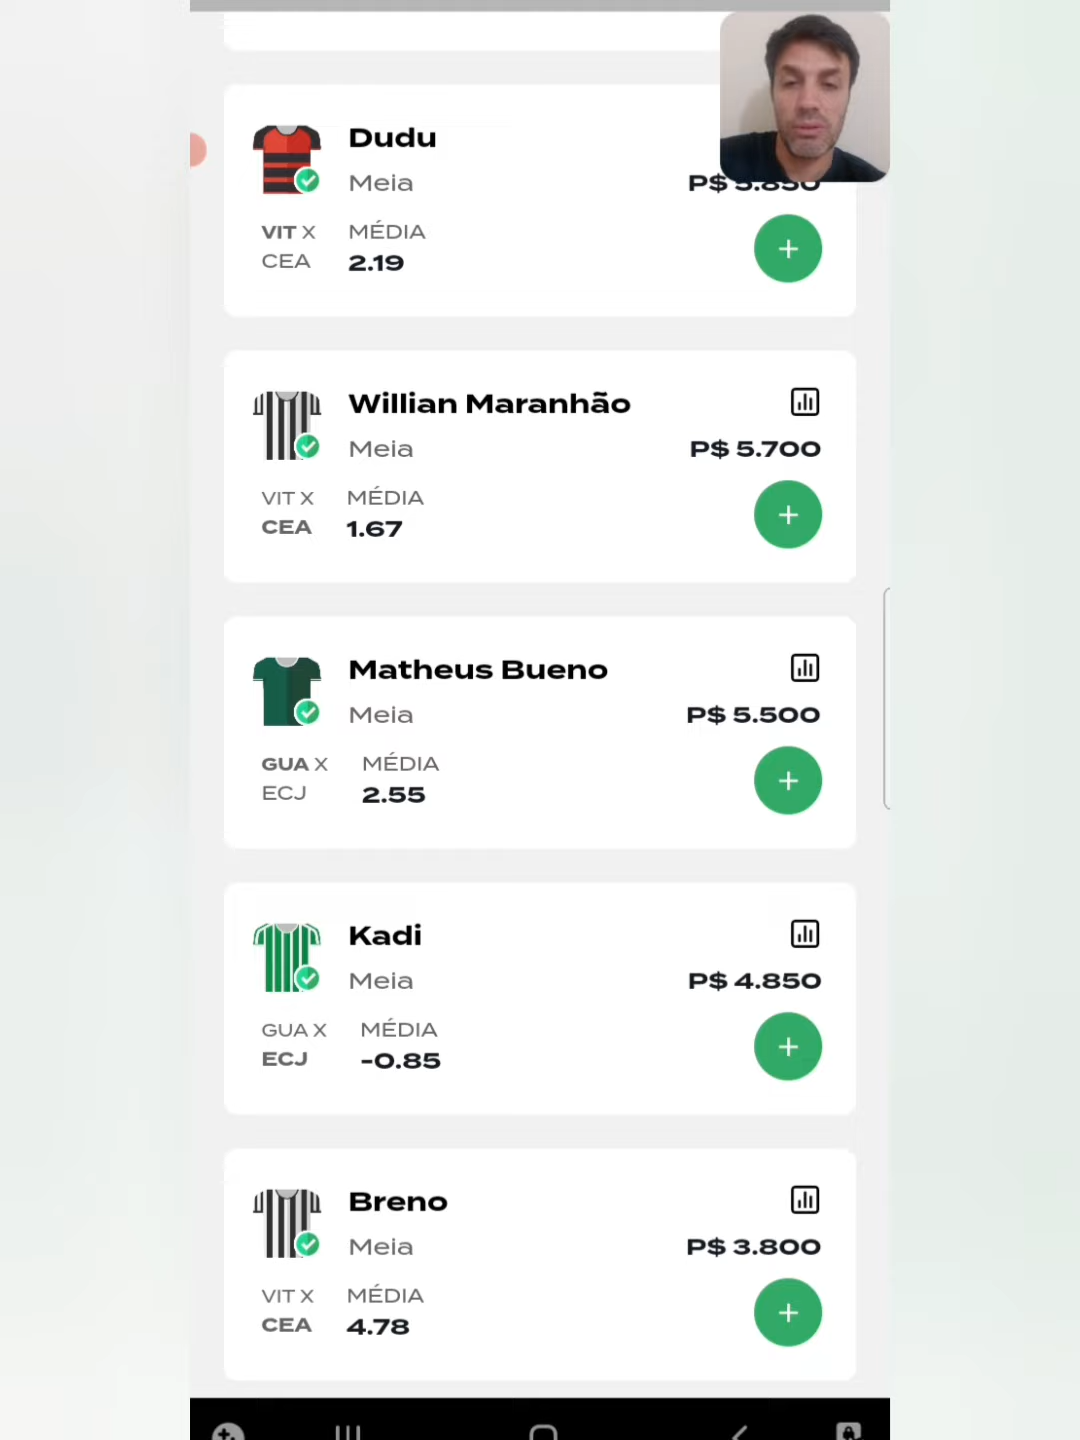 Dudu
Meia
P$ 5.850
VIT X MÉDIA
CEA 2.19
Willian Maranhão
Meia P$ 5.700
VIT X MÉDIA
CEA 1.67
Matheus Bueno
Meia P$ 5.500
GUA X MÉDIA
ECJ 2.55
Kadi
Meia P$ 4.850
GUA X MÉDIA
ECJ -0.85
Breno
Meia P$ 3.800
VIT X MÉDIA
CEA 4.78